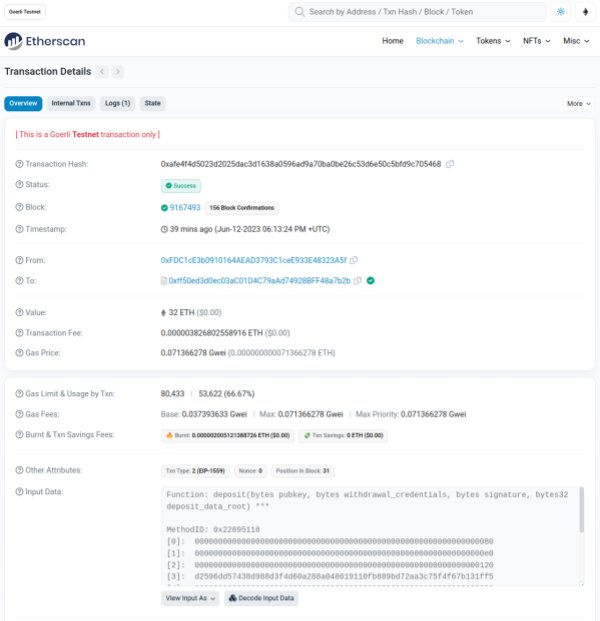 Goerli Testnet
Search by Address / Txn Hash / Block / Token
Etherscan
Home Blockchain Tokens NFTs Misc
Transaction Details
Overview Internal Txns Logs (1) State More
[ This is a Goerli Testnet transaction only ]
Transaction Hash: 0xafe4f4d5023d2025dac3d1638a0596ad9a70ba0be26c53d6e50c5bfd9c705468
Status: Success
Block: 9167493 156 Block Confirmations
Timestamp: 39 mins ago (Jun-12-2023 06:13:24 PM +UTC)
From: 0xFDC1cE3b0910164AEAD3793C1ceE933E48323A5f
To: 0xff50ed3d0ec03aC01D4C79aAd74928BFF48a7b2b
Value: 32 ETH ($0.00)
Transaction Fee: 0.000003826802558916 ETH ($0.00)
Gas Price: 0.071366278 Gwei (0.000000000071366278 ETH)
Gas Limit & Usage by Txn: 80,433 | 53,622 (66.67%)
Gas Fees: Base: 0.037393633 Gwei | Max: 0.071366278 Gwei | Max Priority: 0.071366278 Gwei
Burnt & Txn Savings Fees: Burnt: 0.000002005121388726 ETH ($0.00) Txn Savings: 0 ETH ($0.00)
Other Attributes: Txn Type: 2 (EIP-1559) Nonce: 0 Position In Block: 31
Input Data: Function: deposit(bytes pubkey, bytes withdrawal_credentials, bytes signature, bytes32
deposit_data_root) ***
MethodID: 0x22895118
[0]: 0000000000000000000000000000000000000000000000000000000000000080
[1]: 00000000000000000000000000000000000000000000000000000000000000e0
[2]: 0000000000000000000000000000000000000000000000000000000000000120
[3]:
View Input As Decode Input Data